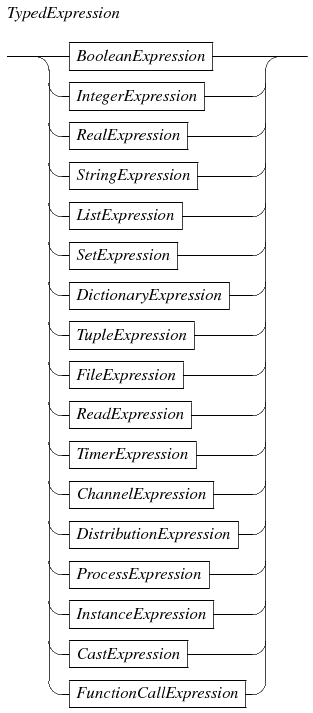 TypedExpression
BooleanExpression
IntegerExpression
RealExpression
StringExpression
ListExpression
SetExpression
DictionaryExpression
TupleExpression
FileExpression
ReadExpression
TimerExpression
ChannelExpression
DistributionExpression
ProcessExpression
InstanceExpression
CastExpression
FunctionCallExpression